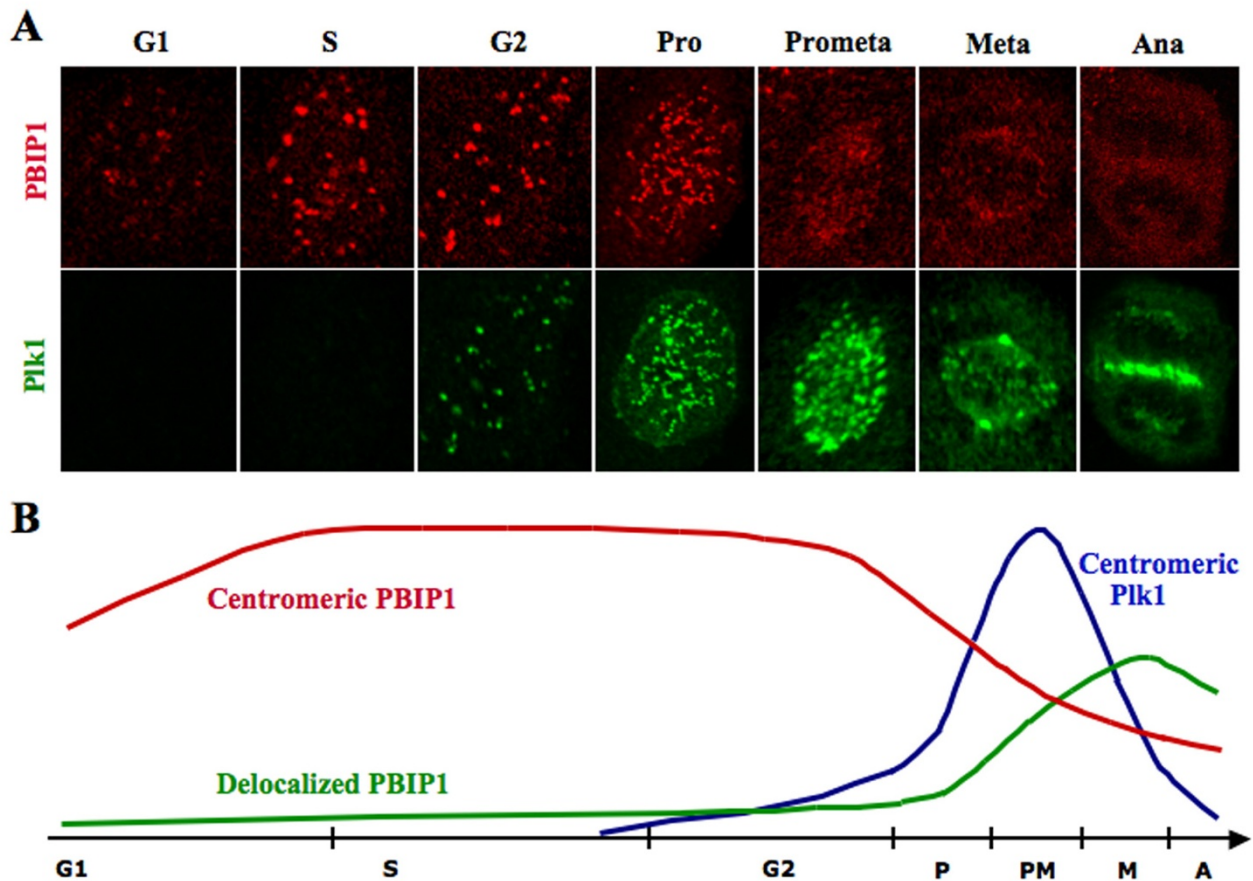 A
G1 S G2 Pro Prometa Meta Ana
PBIP1
Plk1
B
Centromeric PBIP1
Centromeric
Plk1
Delocalized PBIP1
G1 S G2 P PM M A